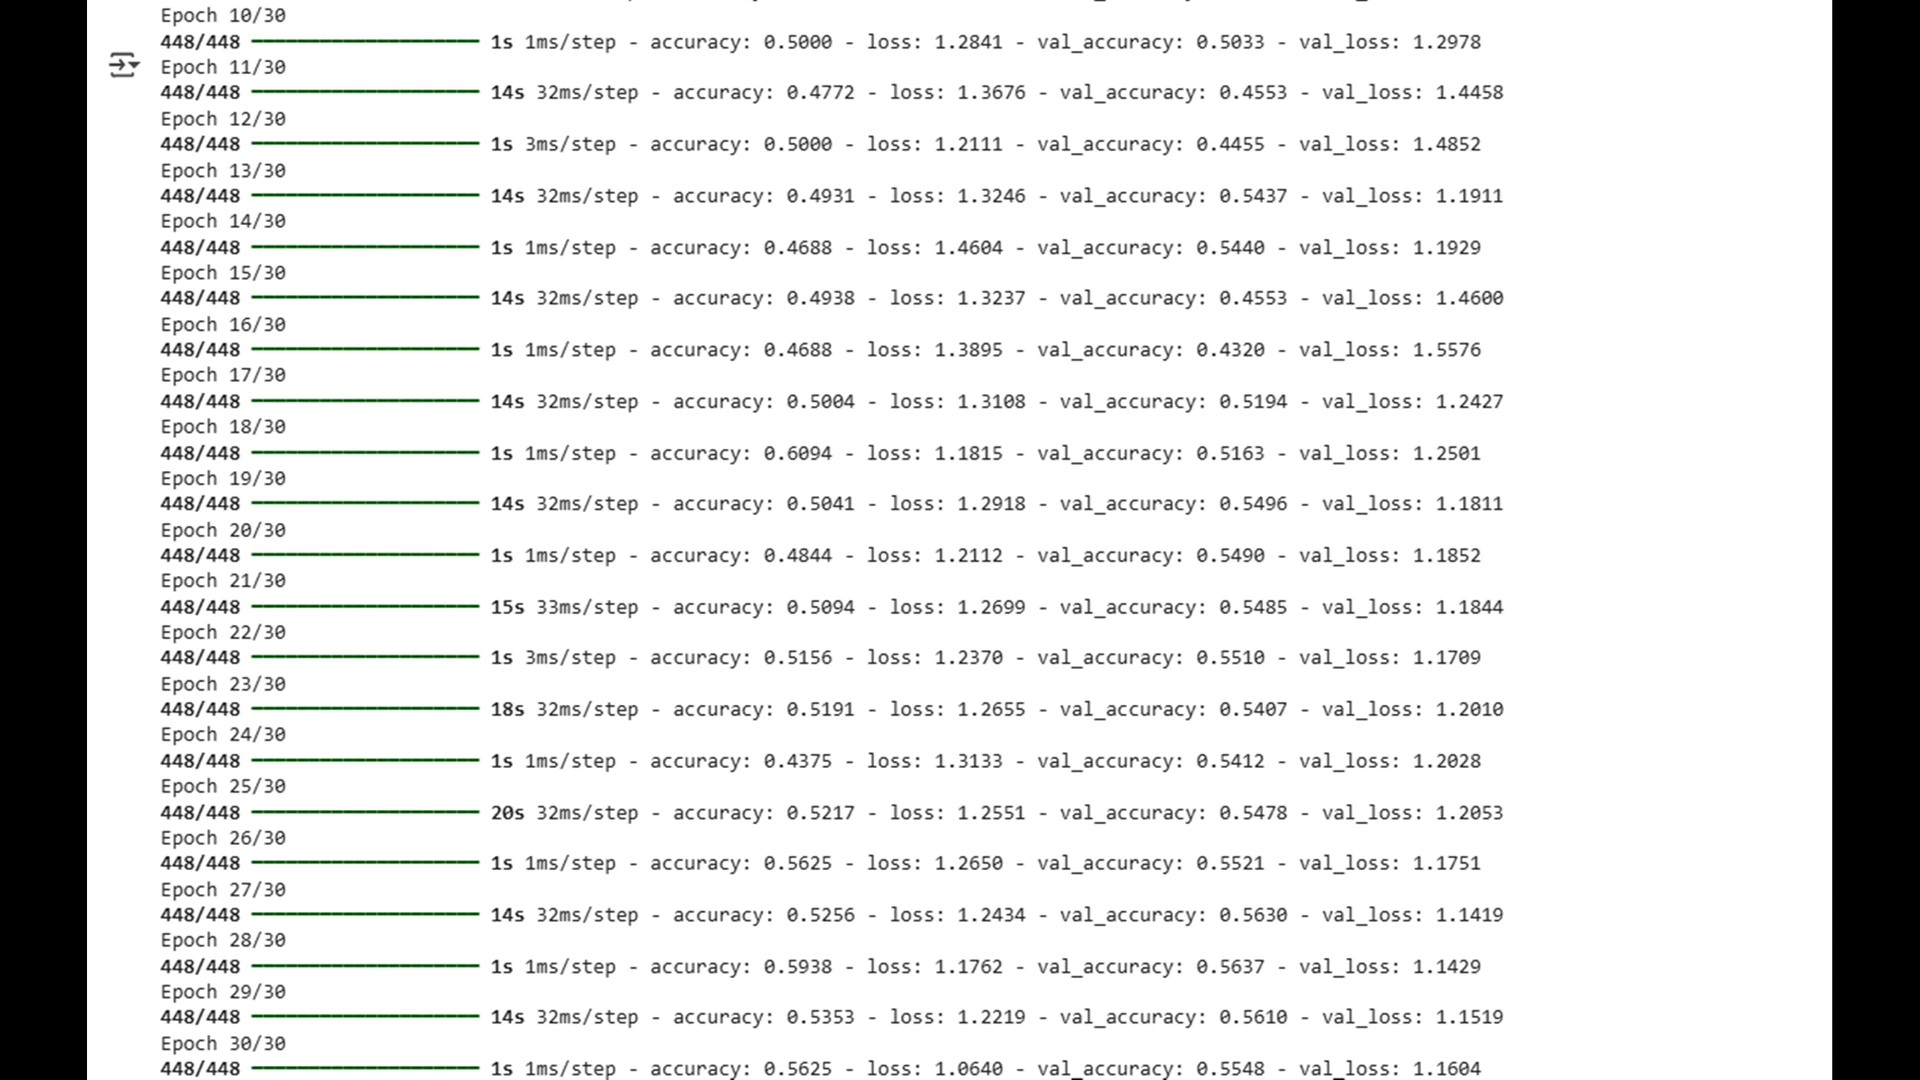 Epoch 10/30
448/448 ━━━━━━━━━━━━━━━━━━━━ 1s 1ms/step - accuracy: 0.5000 - loss: 1.2841 - val_accuracy: 0.5033 - val_loss: 1.2978
Epoch 11/30
448/448 ━━━━━━━━━━━━━━━━━━━━ 14s 32ms/step - accuracy: 0.4772 - loss: 1.3676 - val_accuracy: 0.4553 - val_loss: 1.4458
Epoch 12/30
448/448 ━━━━━━━━━━━━━━━━━━━━ 1s 3ms/step - accuracy: 0.5000 - loss: 1.2111 - val_accuracy: 0.4455 - val_loss: 1.4852
Epoch 13/30
448/448 ━━━━━━━━━━━━━━━━━━━━ 14s 32ms/step - accuracy: 0.4931 - loss: 1.3246 - val_accuracy: 0.5437 - val_loss: 1.1911
Epoch 14/30
448/448 ━━━━━━━━━━━━━━━━━━━━ 1s 1ms/step - accuracy: 0.4688 - loss: 1.4604 - val_accuracy: 0.5440 - val_loss: 1.1929
Epoch 15/30
448/448 ━━━━━━━━━━━━━━━━━━━━ 14s 32ms/step - accuracy: 0.4938 - loss: 1.3237 - val_accuracy: 0.4553 - val_loss: 1.4600
Epoch 16/30
448/448 ━━━━━━━━━━━━━━━━━━━━ 1s 1ms/step - accuracy: 0.4688 - loss: 1.3895 - val_accuracy: 0.4320 - val_loss: 1.5576
Epoch 17/30
448/448 ━━━━━━━━━━━━━━━━━━━━ 14s 32ms/step - accuracy: 0.5004 - loss: 1.3108 - val_accuracy: 0.5194 - val_loss: 1.2427
Epoch 18/30
448/448 ━━━━━━━━━━━━━━━━━━━━ 1s 1ms/step - accuracy: 0.6094 - loss: 1.1815 - val_accuracy: 0.5163 - val_loss: 1.2501
Epoch 19/30
448/448 ━━━━━━━━━━━━━━━━━━━━ 14s 32ms/step - accuracy: 0.5041 - loss: 1.2918 - val_accuracy: 0.5496 - val_loss: 1.1811
Epoch 20/30
448/448 ━━━━━━━━━━━━━━━━━━━━ 1s 1ms/step - accuracy: 0.4844 - loss: 1.2112 - val_accuracy: 0.5490 - val_loss: 1.1852
Epoch 21/30
448/448 ━━━━━━━━━━━━━━━━━━━━ 15s 33ms/step - accuracy: 0.5094 - loss: 1.2699 - val_accuracy: 0.5485 - val_loss: 1.1844
Epoch 22/30
448/448 ━━━━━━━━━━━━━━━━━━━━ 1s 3ms/step - accuracy: 0.5156 - loss: 1.2370 - val_accuracy: 0.5510 - val_loss: 1.1709
Epoch 23/30
448/448 ━━━━━━━━━━━━━━━━━━━━ 18s 32ms/step - accuracy: 0.5191 - loss: 1.2655 - val_accuracy: 0.5407 - val_loss: 1.2010
Epoch 24/30
448/448 ━━━━━━━━━━━━━━━━━━━━ 1s 1ms/step - accuracy: 0.4375 - loss: 1.3133 - val_accuracy: 0.5412 - val_loss: 1.2028
Epoch 25/30
448/448 ━━━━━━━━━━━━━━━━━━━━ 20s 32ms/step - accuracy: 0.5217 - loss: 1.2551 - val_accuracy: 0.5478 - val_loss: 1.2053
Epoch 26/30
448/448 ━━━━━━━━━━━━━━━━━━━━ 1s 1ms/step - accuracy: 0.5625 - loss: 1.2650 - val_accuracy: 0.5521 - val_loss: 1.1751
Epoch 27/30
448/448 ━━━━━━━━━━━━━━━━━━━━ 14s 32ms/step - accuracy: 0.5256 - loss: 1.2434 - val_accuracy: 0.5630 - val_loss: 1.1419
Epoch 28/30
448/448 ━━━━━━━━━━━━━━━━━━━━ 1s 1ms/step - accuracy: 0.5938 - loss: 1.1762 - val_accuracy: 0.5637 - val_loss: 1.1429
Epoch 29/30
448/448 ━━━━━━━━━━━━━━━━━━━━ 14s 32ms/step - accuracy: 0.5353 - loss: 1.2219 - val_accuracy: 0.5610 - val_loss: 1.1519
Epoch 30/30
448/448 ━━━━━━━━━━━━━━━━━━━━ 1s 1ms/step - accuracy: 0.5625 - loss: 1.0640 - val_accuracy: 0.5548 - val_loss: 1.1604